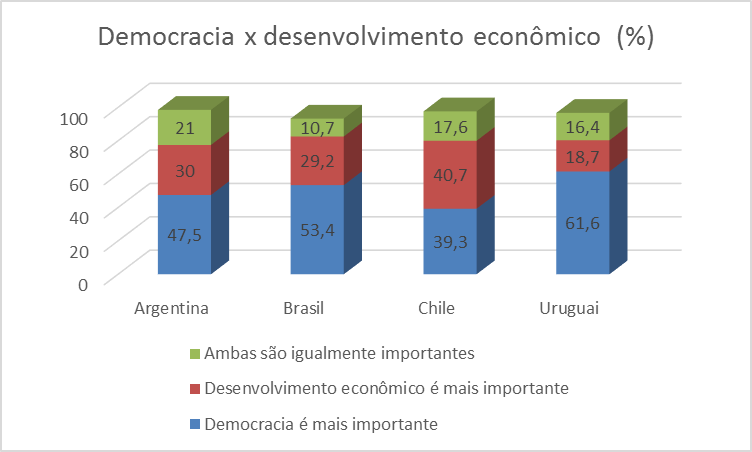 Democracia x desenvolvimento econômico (%)
100
80
60
40
20
0
21
30
47,5
10,7
29,2
53,4
17,6
40,7
39,3
16,4
18,7
61,6
Argentina
Brasil
Chile
Uruguai
Ambas são igualmente importantes
Desenvolvimento econômico é mais importante
Democracia é mais importante